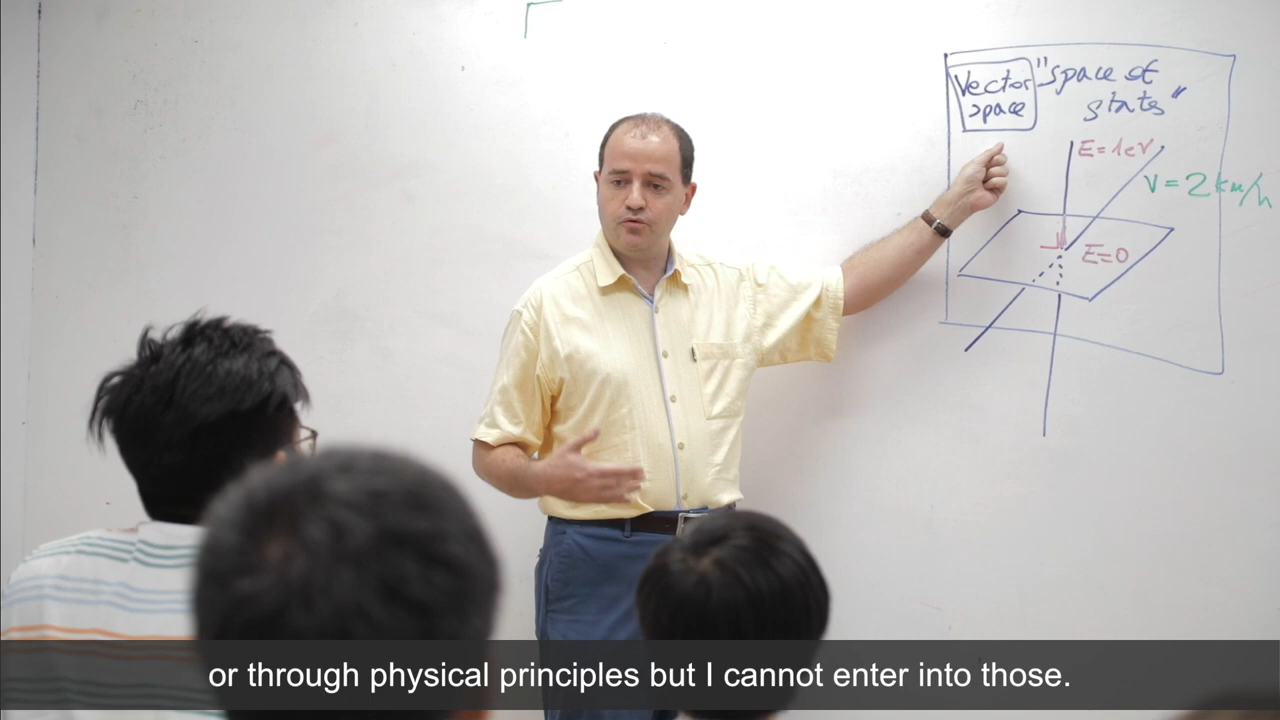 Vector
space
"space of
states"
E=1eV
V=2km/h
E=0
or through physical principles but I cannot enter into those.